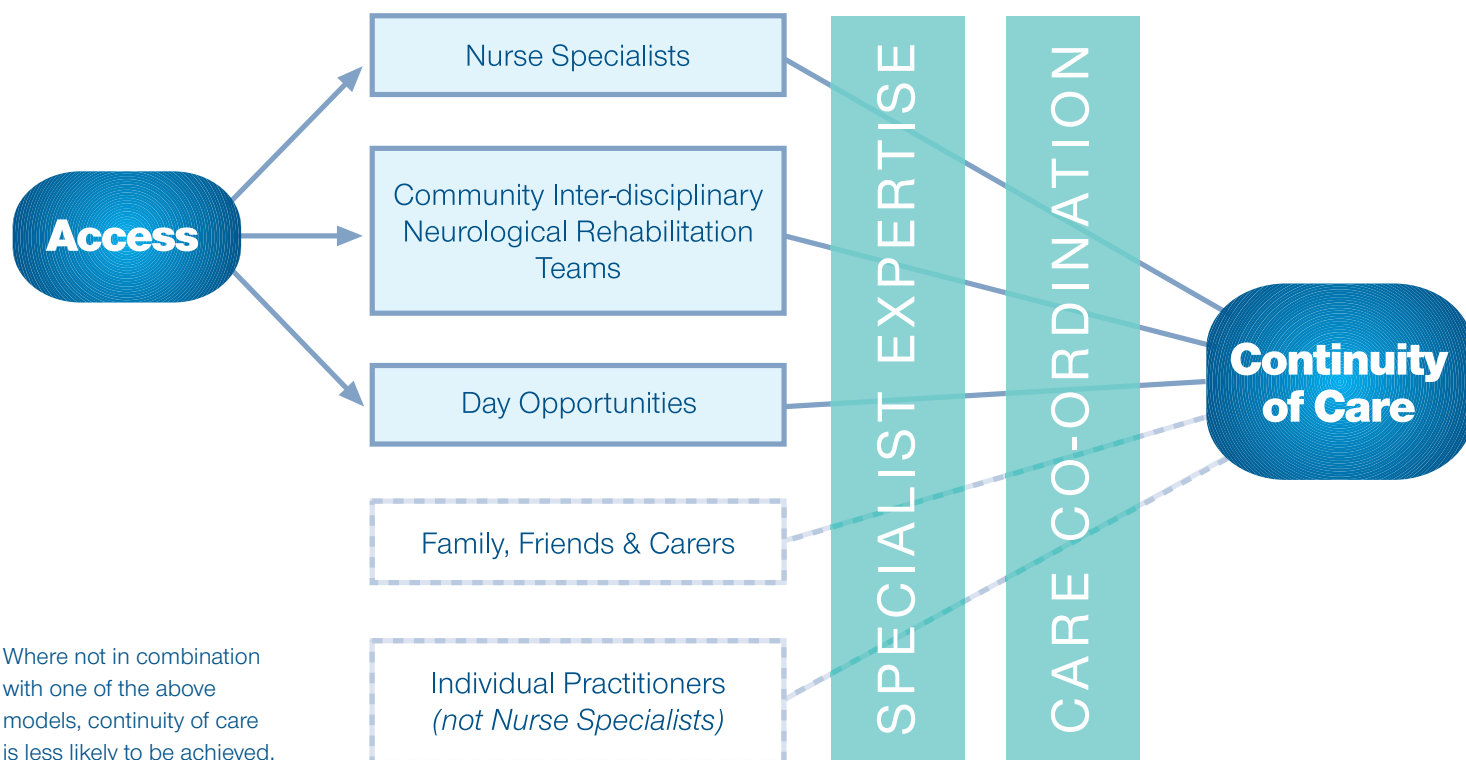 Nurse Specialists
Access
Community Inter-disciplinary
Neurological Rehabilitation
Teams
Day Opportunities
Family, Friends & Carers
Individual Practitioners
(not Nurse Specialists)
Where not in combination
with one of the above
models, continuity of care
is less likely to be achieved.
SPECIALIST EXPERTISE
CARE CO-ORDINATION
Continuity
of Care